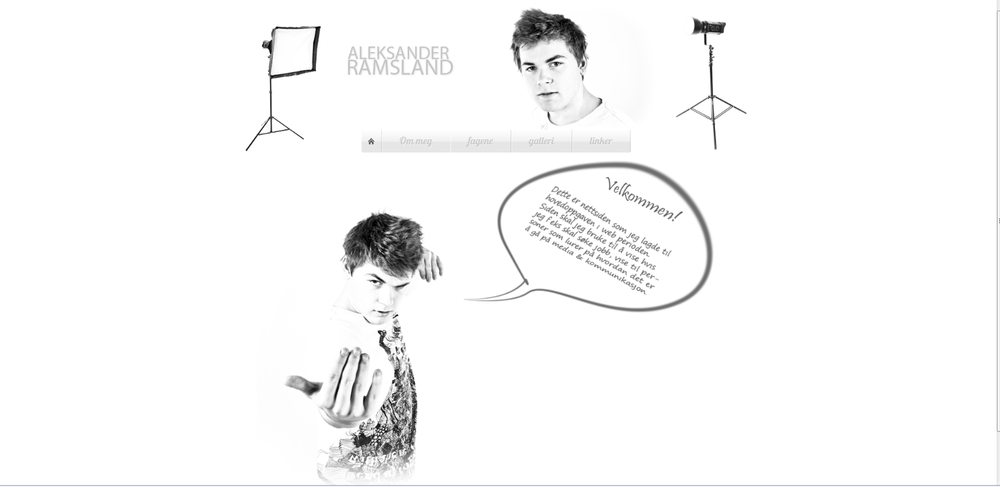 ALEKSANDER
RAMSLAND
Om meg
fagene
galleri
linker
Velkommen!
Dette er nettsiden som jeg lagde til
hovedoppgaven i web perioden.
Siden skal jeg bruke til å vise hvis
jeg f.eks skal søke jobb, vise til per-
soner som lurer på hvordan det er
å gå på media & kommunikasjon.